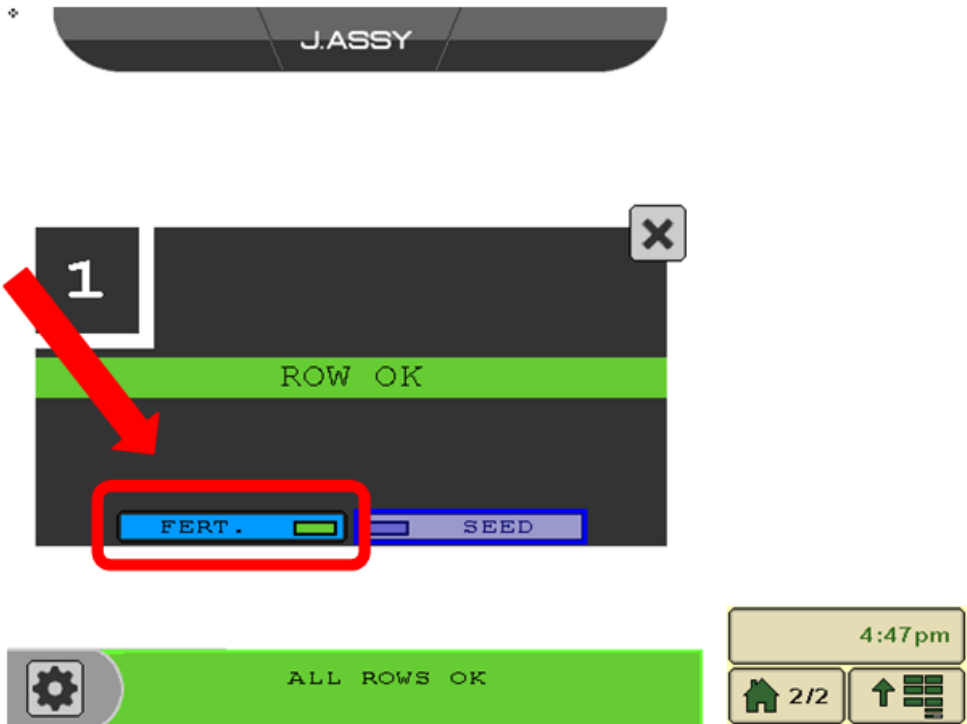 J.ASSY
1
ROW OK
FERT.
SEED
ALL ROWS OK
4:47pm
2/2